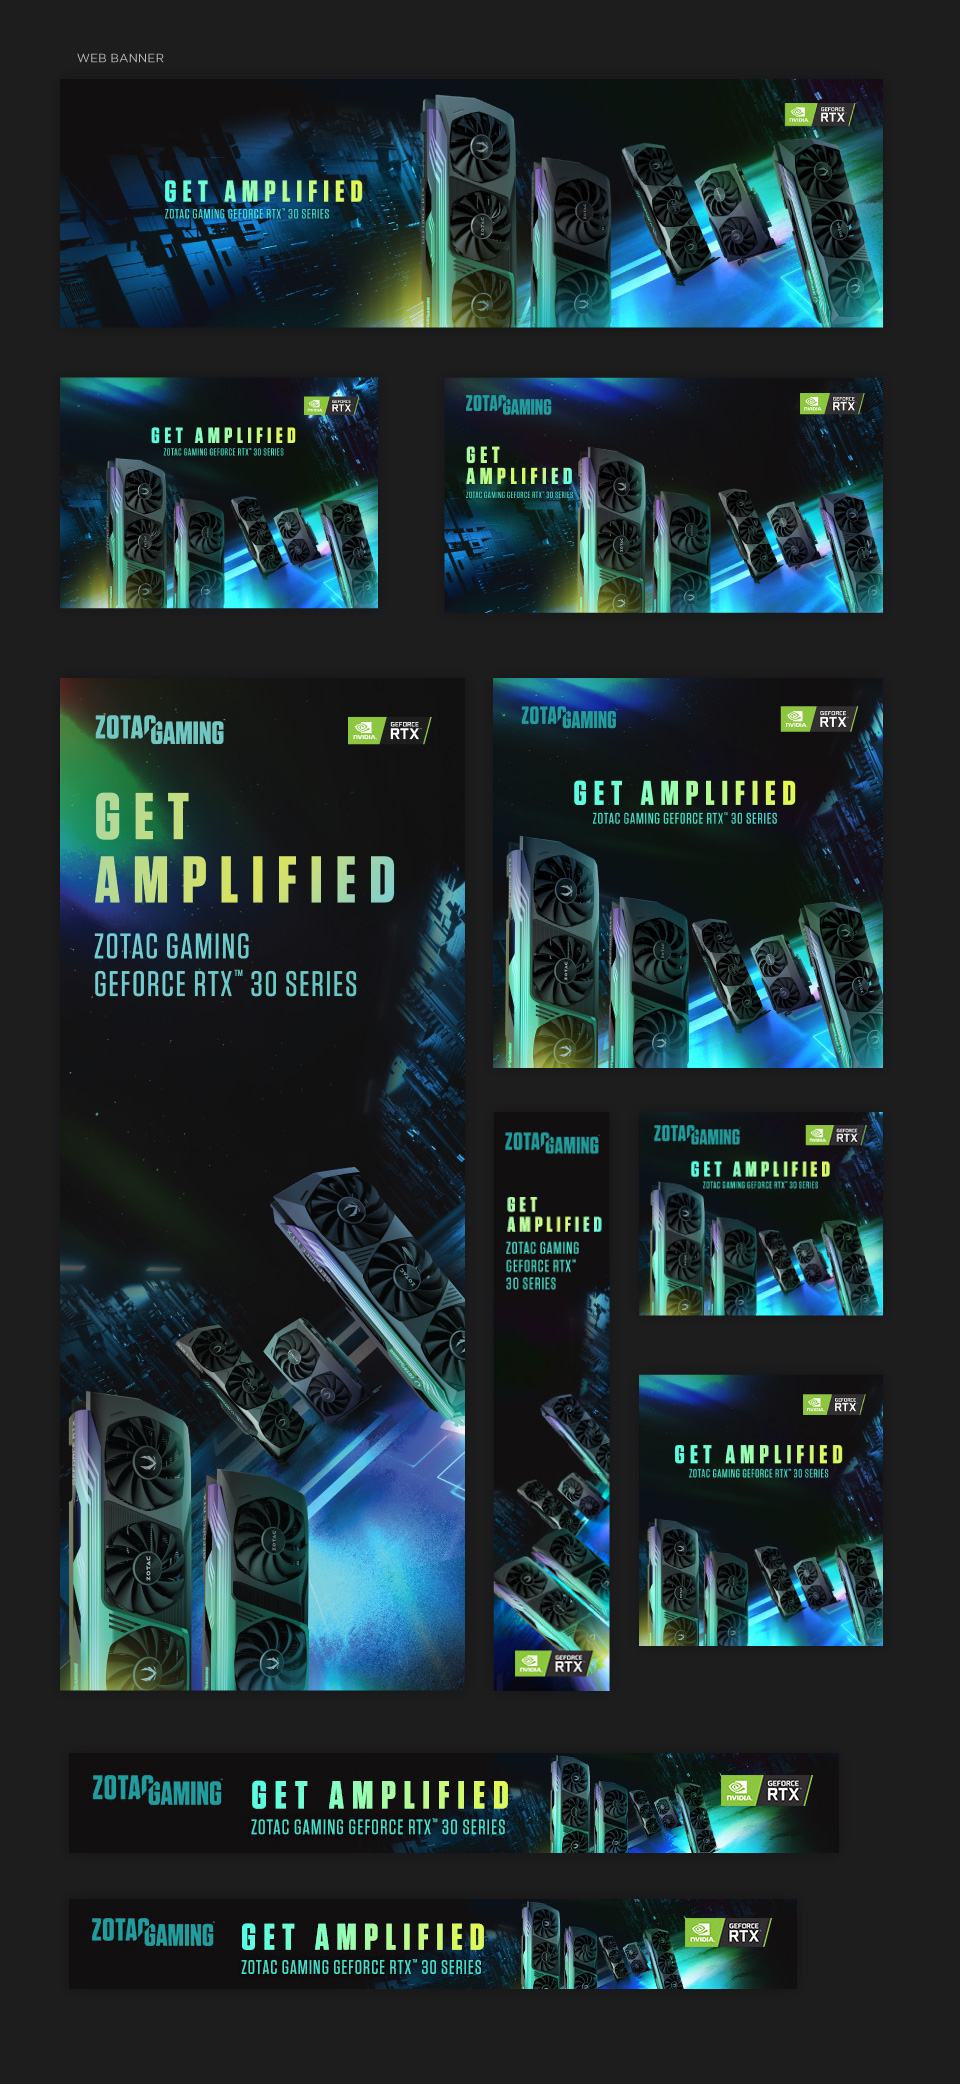 WEB BANNER
NVIDIA
GEFORCE
RTX
GET AMPLIFIED
ZOTAC GAMING GEFORCE RTX™ 30 SERIES
ZOTAC
NVIDIA
GEFORCE
RTX
GET AMPLIFIED
ZOTAC GAMING GEFORCE RTX™ 30 SERIES
ZOTAC GAMING
NVIDIA
GEFORCE
RTX
GET
AMPLIFIED
ZOTAC GAMING GEFORCE RTX™ 30 SERIES
ZOTAC
ZOTAC GAMING
NVIDIA
GEFORCE
RTX
GET
AMPLIFIED
ZOTAC GAMING
GEFORCE RTX™ 30 SERIES
ZOTAC
ZOTAC
ZOTAC
ZOTAC GAMING
NVIDIA
GEFORCE
RTX
GET AMPLIFIED
ZOTAC GAMING GEFORCE RTX™ 30 SERIES
ZOTAC
ZOTAC GAMING
GET
AMPLIFIED
ZOTAC GAMING
GEFORCE RTX™
30 SERIES
NVIDIA
GEFORCE
RTX
ZOTAC GAMING
NVIDIA
GEFORCE
RTX
GET AMPLIFIED
ZOTAC GAMING GEFORCE RTX™ 30 SERIES
NVIDIA
GEFORCE
RTX
GET AMPLIFIED
ZOTAC GAMING GEFORCE RTX™ 30 SERIES
ZOTAC GAMING
GET AMPLIFIED
ZOTAC GAMING GEFORCE RTX™ 30 SERIES
NVIDIA
GEFORCE
RTX
ZOTAC GAMING
GET AMPLIFIED
ZOTAC GAMING GEFORCE RTX™ 30 SERIES
NVIDIA
GEFORCE
RTX